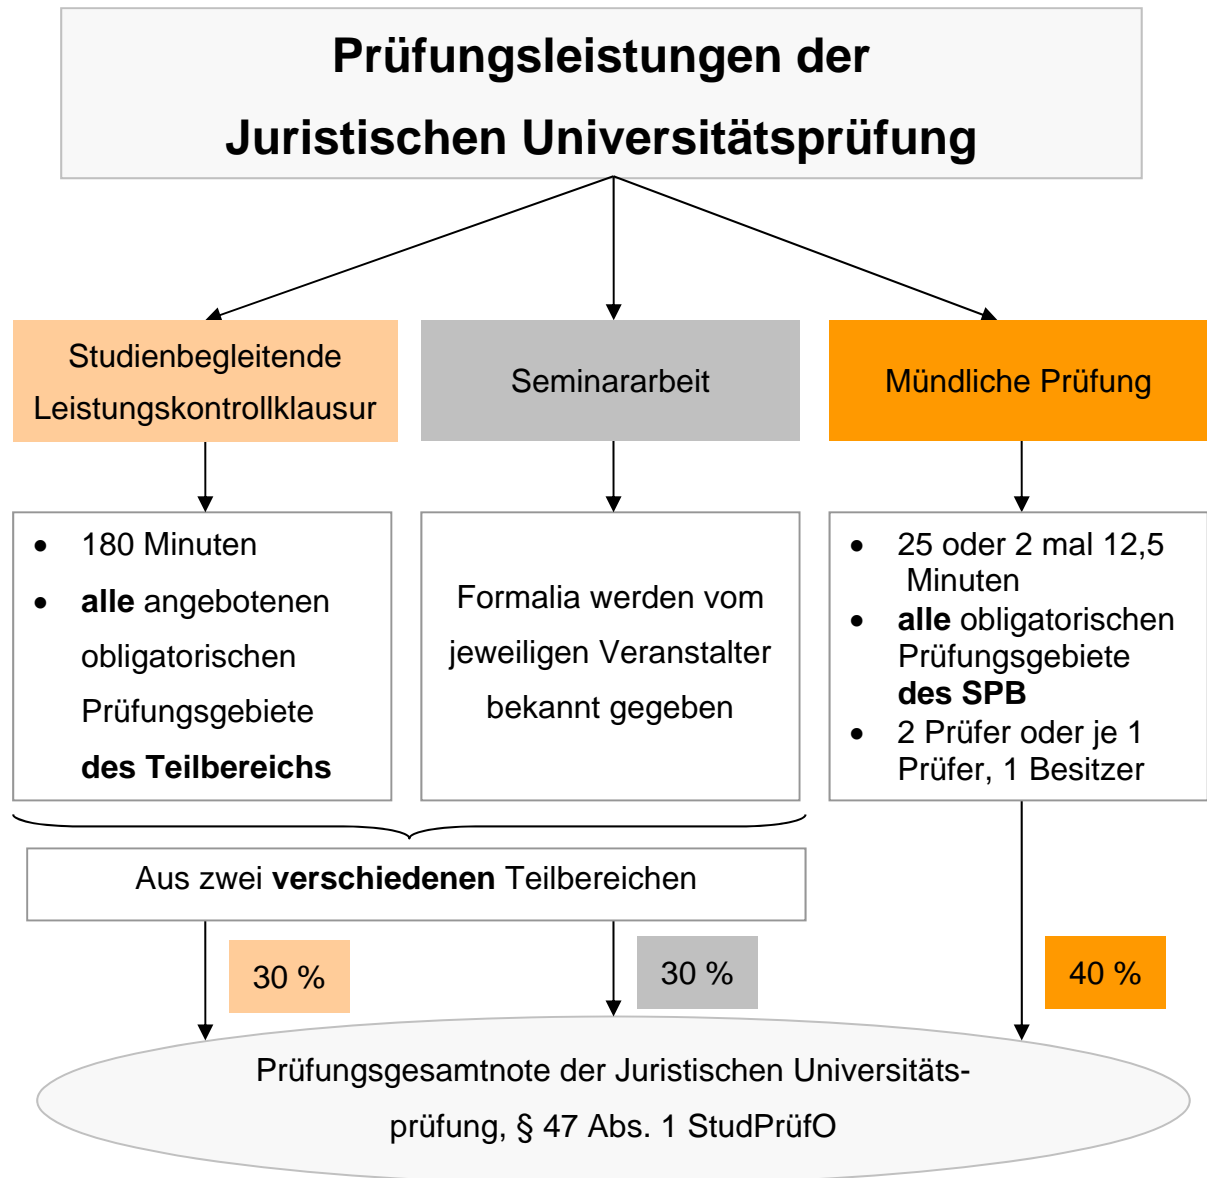 Prüfungsleistungen der
Juristischen Universitätsprüfung
Studienbegleitende
Leistungskontrollklausur
Seminararbeit
Mündliche Prüfung
• 180 Minuten
• alle angebotenen
obligatorischen
Prüfungsgebiete
des Teilbereichs
Formalia werden vom
jeweiligen Veranstalter
bekannt gegeben
• 25 oder 2 mal 12,5
Minuten
• alle obligatorischen
Prüfungsgebiete
des SPB
• 2 Prüfer oder je 1
Prüfer, 1 Besitzer
Aus zwei verschiedenen Teilbereichen
30 %
30 %
40 %
Prüfungsgesamtnote der Juristischen Universitäts-
prüfung, § 47 Abs. 1 StudPrüfO